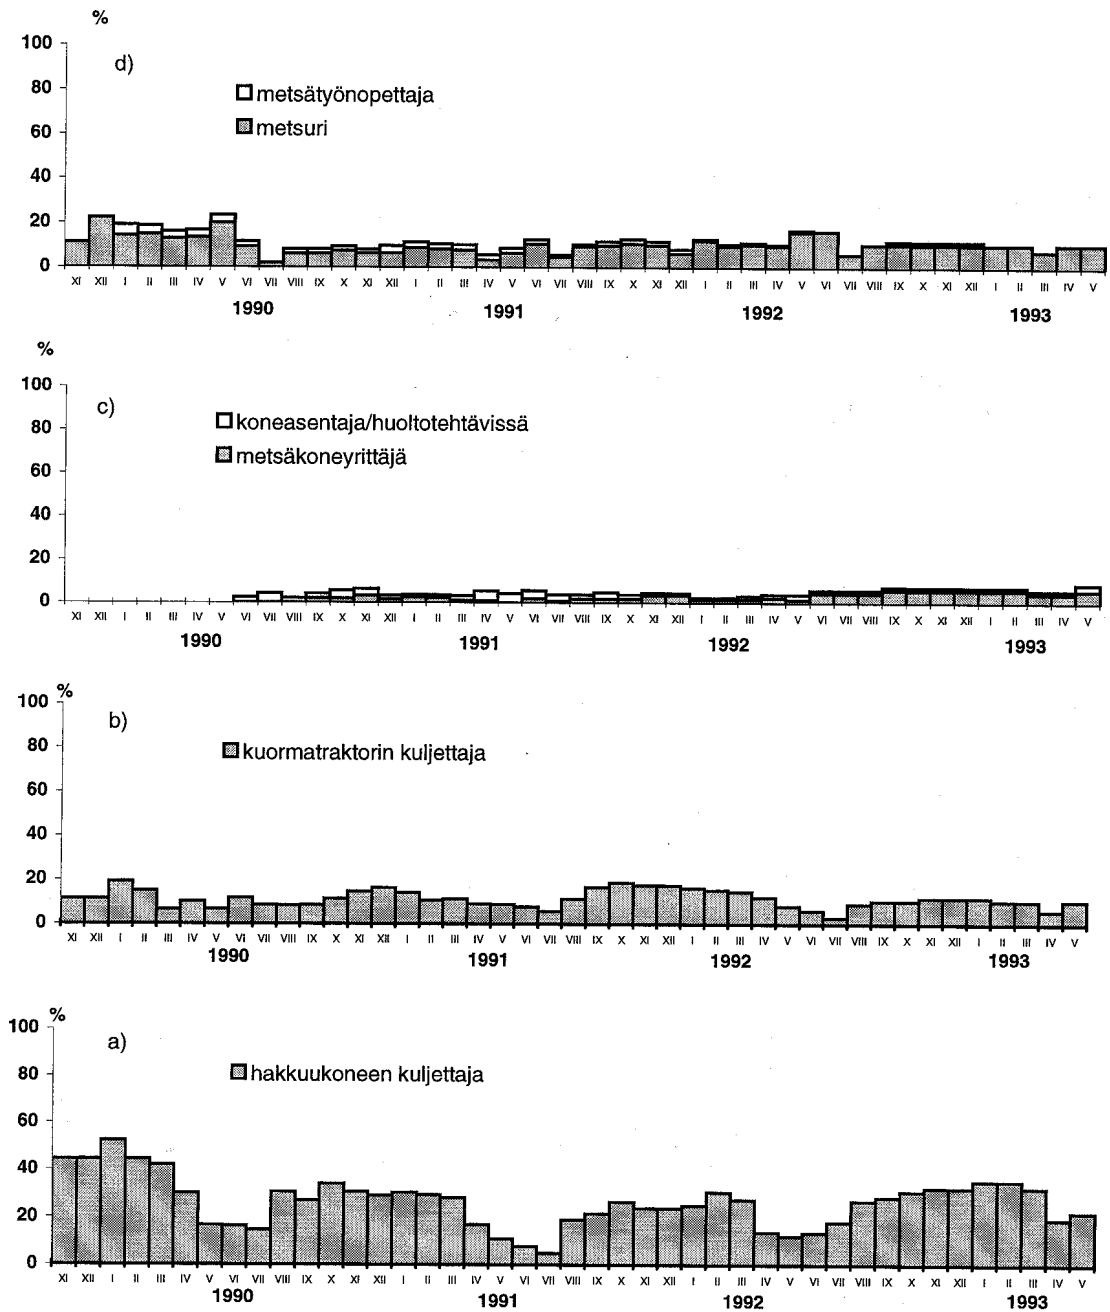 %
100
d)
80
metsätyönopettaja
metsuri
60
40
20
0
XI XII I II III IV V VI VII VIII IX X XI XII I II III IV V VI VII VIII IX X XI XII I II III IV V VI VII VIII IX X XI XII I II III IV V
1990 1991 1992 1993
%
100
c)
koneasentaja/huoltotehtävissä
80
metsäkoneyrittäjä
60
40
20
0
XI XII I II III IV V VI VII VIII IX X XI XII I II III IV V VI VII VIII IX X XI XII I II III IV V VI VII VIII IX X XI XII I II III IV V
1990 1991 1992 1993
%
100
b)
80
kuormatraktorin kuljettaja
60
40
20
0
XI XII I II III IV V VI VII VIII IX X XI XII I II III IV V VI VII VIII IX X XI XII I II III IV V VI VII VIII IX X XI XII I II III IV V
1990 1991 1992 1993
%
100
a)
80
hakkuukoneen kuljettaja
60
40
20
0
XI XII I II III IV V VI VII VIII IX X XI XII I II III IV V VI VII VIII IX X XI XII I II III IV V VI VII VIII IX X XI XII I II III IV V
1990 1991 1992 1993